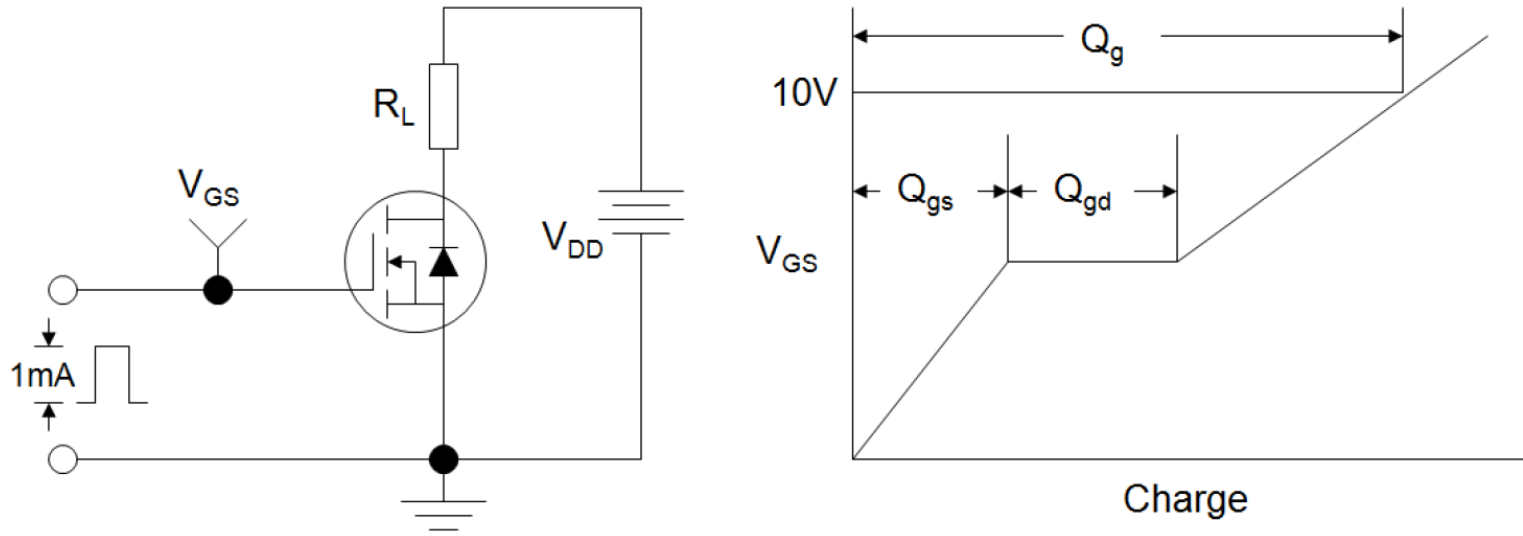 R_L
V_GS
V_DD
1mA
Q_g
10V
Q_gs
Q_gd
V_GS
Charge